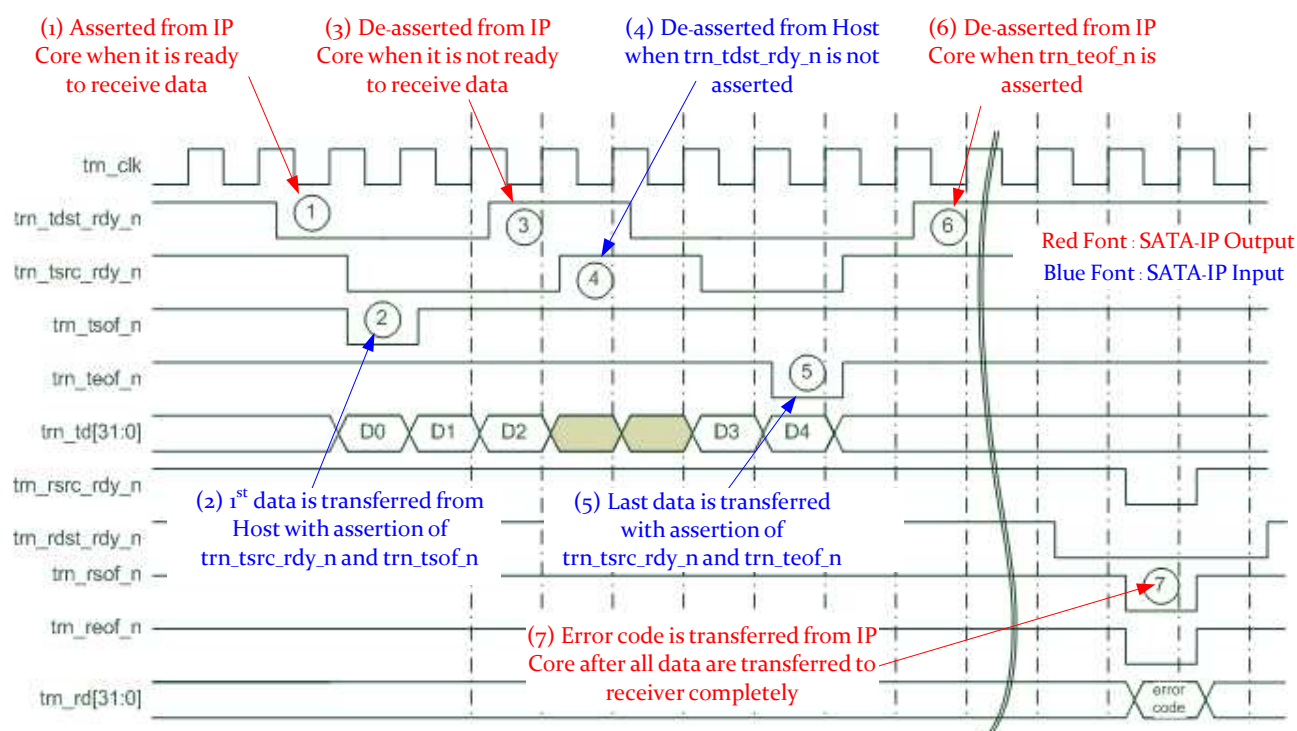 (1) Asserted from IP
Core when it is ready
to receive data
(3) De-asserted from IP
Core when it is not ready
to receive data
(4) De-asserted from Host
when trn_tdst_rdy_n is not
asserted
(6) De-asserted from IP
Core when trn_teof_n is
asserted
trn_clk
trn_tdst_rdy_n
1
3
6
Red Font : SATA-IP Output
Blue Font : SATA-IP Input
trn_tsrc_rdy_n
4
trn_tsof_n
2
trn_teof_n
5
trn_td[31:0]
D0
D1
D2
D3
D4
trn_rsrc_rdy_n
(2) 1st data is transferred from
Host with assertion of
trn_tsrc_rdy_n and trn_tsof_n
(5) Last data is transferred
with assertion of
trn_tsrc_rdy_n and trn_teof_n
trn_rdst_rdy_n
trn_rsof_n
7
trn_reof_n
(7) Error code is transferred from IP
Core after all data are transferred to
receiver completely
trn_rd[31:0]
error
code